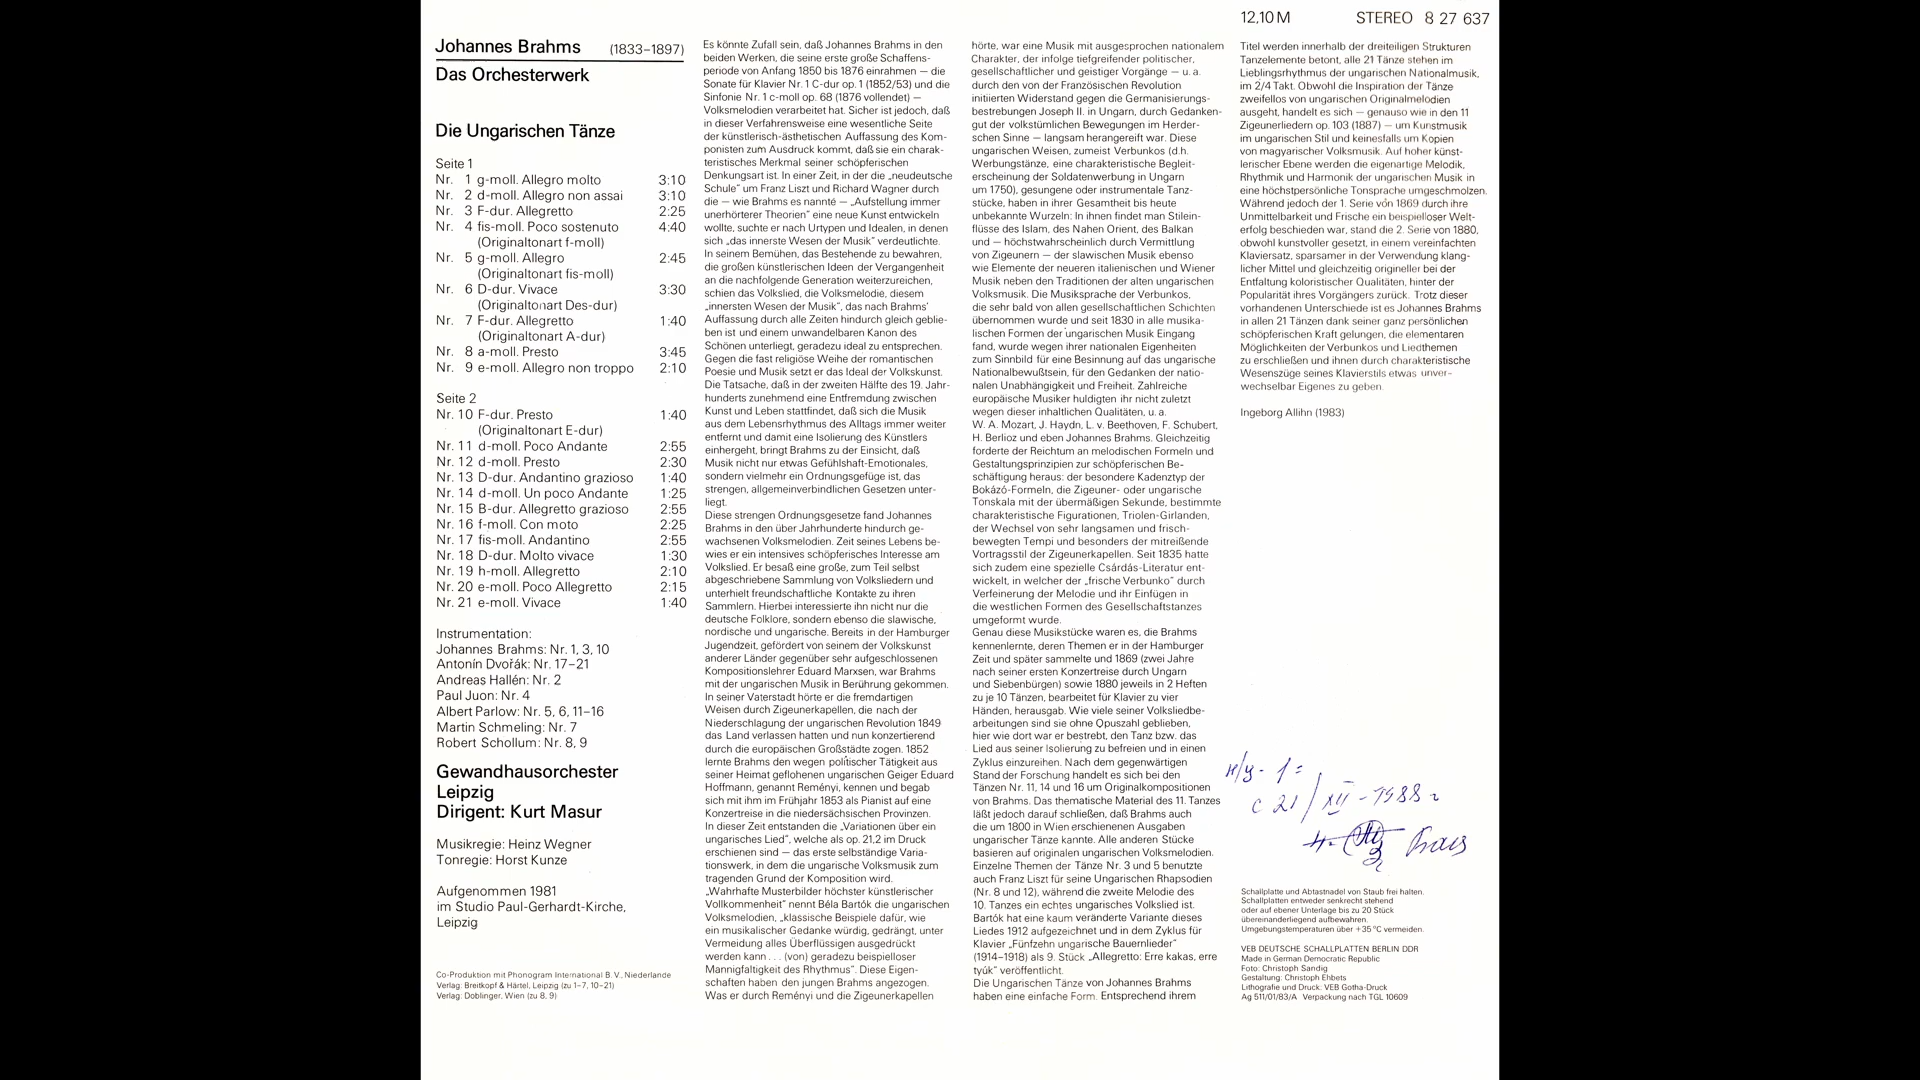 12,10 M STEREO 8 27 637
Johannes Brahms (1833–1897)
Das Orchesterwerk
Die Ungarischen Tänze
Seite 1
Nr. 1 g-moll. Allegro molto 3:10
Nr. 2 d-moll. Allegro non assai 3:10
Nr. 3 F-dur. Allegretto 2:25
Nr. 4 fis-moll. Poco sostenuto 4:40
(Originaltonart f-moll)
Nr. 5 g-moll. Allegro 2:45
(Originaltonart fis-moll)
Nr. 6 D-dur. Vivace 3:30
(Originaltonart Des-dur)
Nr. 7 F-dur. Allegretto 1:40
(Originaltonart A-dur)
Nr. 8 a-moll. Presto 3:45
Nr. 9 e-moll. Allegro non troppo 2:10
Seite 2
Nr. 10 F-dur. Presto 1:40
(Originaltonart E-dur)
Nr. 11 d-moll. Poco Andante 2:55
Nr. 12 d-moll. Presto 2:30
Nr. 13 D-dur. Andantino grazioso 1:40
Nr. 14 d-moll. Un poco Andante 1:25
Nr. 15 B-dur. Allegretto grazioso 2:55
Nr. 16 f-moll. Con moto 2:25
Nr. 17 fis-moll. Andantino 2:55
Nr. 18 D-dur. Molto vivace 1:30
Nr. 19 h-moll. Allegretto 2:10
Nr. 20 e-moll. Poco Allegretto 2:15
Nr. 21 e-moll. Vivace 1:40
Instrumentation:
Johannes Brahms: Nr. 1, 3, 10
Antonín Dvořák: Nr. 17–21
Andreas Hallén: Nr. 2
Paul Juon: Nr. 4
Albert Parlow: Nr. 5, 6, 11–16
Martin Schmeling: Nr. 7
Robert Schollum: Nr. 8, 9
Gewandhausorchester
Leipzig
Dirigent: Kurt Masur
Musikregie: Heinz Wegner
Tonregie: Horst Kunze
Aufgenommen 1981
im Studio Paul-Gerhardt-Kirche,
Leipzig
Co-Produktion mit Phonogram International B. V., Niederlande
Verlag: Breitkopf & Härtel, Leipzig (zu 1–7, 10–21)
Verlag: Doblinger, Wien (zu 8, 9)
Es könnte Zufall sein, daß Johannes Brahms in den
beiden Werken, die seine erste große Schaffens-
periode von Anfang 1850 bis 1876 einrahmen — die
Sonate für Klavier Nr. 1 C-dur op. 1 (1852/53) und die
Sinfonie Nr. 1 c-moll op. 68 (1876 vollendet) —
Volksmelodien verarbeitet hat. Sicher ist jedoch, daß
in dieser Verfahrensweise eine wesentliche Seite
der künstlerisch-ästhetischen Auffassung des Kom-
ponisten zum Ausdruck kommt, daß sie ein charak-
teristisches Merkmal seiner schöpferischen
Denkungsart ist. In einer Zeit, in der die „neudeutsche
Schule" um Franz Liszt und Richard Wagner durch
die — wie Brahms es nannte — „Aufstellung immer
unerhörterer Theorien" eine neue Kunst entwickeln
wollte, suchte er nach Urtypen und Idealen, in denen
sich „das innerste Wesen der Musik" verdeutlichte.
In seinem Bemühen, das Bestehende zu bewahren,
die großen künstlerischen Ideen der Vergangenheit
an die nachfolgende Generation weiterzureichen,
schien das Volkslied, die Volksmelodie, diesem
„innersten Wesen der Musik", das nach Brahms'
Auffassung durch alle Zeiten hindurch gleich geblie-
ben ist und einem unwandelbaren Kanon des
Schönen unterliegt, geradezu ideal zu entsprechen.
Gegen die fast religiöse Weihe der romantischen
Poesie und Musik setzt er das Ideal der Volkskunst.
Die Tatsache, daß in der zweiten Hälfte des 19. Jahr-
hunderts zunehmend eine Entfremdung zwischen
Kunst und Leben stattfindet, daß sich die Musik
aus dem Lebensrhythmus des Alltags immer weiter
entfernt und damit eine Isolierung des Künstlers
einhergeht, bringt Brahms zu der Einsicht, daß
Musik nicht nur etwas Gefühlshaft-Emotionales,
sondern vielmehr ein Ordnungsgefüge ist, das
strengen, allgemeinverbindlichen Gesetzen unter-
liegt.
Diese strengen Ordnungsgesetze fand Johannes
Brahms in den über Jahrhunderte hindurch ge-
wachsenen Volksmelodien. Zeit seines Lebens be-
wies er ein intensives schöpferisches Interesse am
Volkslied. Er besaß eine große, zum Teil selbst
abgeschriebene Sammlung von Volksliedern und
unterhielt freundschaftliche Kontakte zu ihren
Sammlern. Hierbei interessierte ihn nicht nur die
deutsche Folklore, sondern ebenso die slawische,
nordische und ungarische. Bereits in der Hamburger
Jugendzeit, gefördert von seinem der Volkskunst
anderer Länder gegenüber sehr aufgeschlossenen
Kompositionslehrer Eduard Marxsen, war Brahms
mit der ungarischen Musik in Berührung gekommen.
In seiner Vaterstadt hörte er die fremdartigen
Weisen durch Zigeunerkapellen, die nach der
Niederschlagung der ungarischen Revolution 1849
das Land verlassen hatten und nun konzertierend
durch die europäischen Großstädte zogen. 1852
lernte Brahms den wegen politischer Tätigkeit aus
seiner Heimat geflohenen ungarischen Geiger Eduard
Hoffmann, genannt Reményi, kennen und begab
sich mit ihm im Frühjahr 1853 als Pianist auf eine
Konzertreise in die niedersächsischen Provinzen.
In dieser Zeit entstanden die „Variationen über ein
ungarisches Lied", welche als op. 21,2 im Druck
erschienen sind — das erste selbständige Varia-
tionswerk, in dem die ungarische Volksmusik zum
tragenden Grund der Komposition wird.
„Wahrhafte Musterbilder höchster künstlerischer
Vollkommenheit" nennt Béla Bartók die ungarischen
Volksmelodien, „klassische Beispiele dafür, wie
ein musikalischer Gedanke würdig, gedrängt, unter
Vermeidung alles Überflüssigen ausgedrückt
werden kann . . . (von) geradezu beispielloser
Mannigfaltigkeit des Rhythmus". Diese Eigen-
schaften haben den jungen Brahms angezogen.
Was er durch Reményi und die Zigeunerkapellen
hörte, war eine Musik mit ausgesprochen nationalem
Charakter, der infolge tiefgreifender politischer,
gesellschaftlicher und geistiger Vorgänge — u. a.
durch den von der Französischen Revolution
initiierten Widerstand gegen die Germanisierungs-
bestrebungen Joseph II. in Ungarn, durch Gedanken-
gut der volkstümlichen Bewegungen im Herder-
schen Sinne — langsam herangereift war. Diese
ungarischen Weisen, zumeist Verbunkos (d.h.
Werbungstänze, eine charakteristische Begleit-
erscheinung der Soldatenwerbung in Ungarn
um 1750), gesungene oder instrumentale Tanz-
stücke, haben in ihrer Gesamtheit bis heute
unbekannte Wurzeln: In ihnen findet man Stilein-
flüsse des Islam, des Nahen Orient, des Balkan
und — höchstwahrscheinlich durch Vermittlung
von Zigeunern — der slawischen Musik ebenso
wie Elemente der neueren italienischen und Wiener
Musik neben den Traditionen der alten ungarischen
Volksmusik. Die Musiksprache der Verbunkos,
die sehr bald von allen gesellschaftlichen Schichten
übernommen wurde und seit 1830 in alle musika-
lischen Formen der ungarischen Musik Eingang
fand, wurde wegen ihrer nationalen Eigenheiten
zum Sinnbild für eine Besinnung auf das ungarische
Nationalbewußtsein, für den Gedanken der natio-
nalen Unabhängigkeit und Freiheit. Zahlreiche
europäische Musiker huldigten ihr nicht zuletzt
wegen dieser inhaltlichen Qualitäten, u. a.
W. A. Mozart, J. Haydn, L. v. Beethoven, F. Schubert,
H. Berlioz und eben Johannes Brahms. Gleichzeitig
forderte der Reichtum an melodischen Formeln und
Gestaltungsprinzipien zur schöpferischen Be-
schäftigung heraus: der besondere Kadenztyp der
Bokázó-Formeln, die Zigeuner- oder ungarische
Tonskala mit der übermäßigen Sekunde, bestimmte
charakteristische Figurationen, Triolen-Girlanden,
der Wechsel von sehr langsamen und frisch-
bewegten Tempi und besonders der mitreißende
Vortragsstil der Zigeunerkapellen. Seit 1835 hatte
sich zudem eine spezielle Csárdás-Literatur ent-
wickelt, in welcher der „frische Verbunko" durch
Verfeinerung der Melodie und ihr Einfügen in
die westlichen Formen des Gesellschaftstanzes
umgeformt wurde.
Genau diese Musikstücke waren es, die Brahms
kennenlernte, deren Themen er in der Hamburger
Zeit und später sammelte und 1869 (zwei Jahre
nach seiner ersten Konzertreise durch Ungarn
und Siebenbürgen) sowie 1880 jeweils in 2 Heften
zu je 10 Tänzen, bearbeitet für Klavier zu vier
Händen, herausgab. Wie viele seiner Volksliedbe-
arbeitungen sind sie ohne Opuszahl geblieben,
hier wie dort war er bestrebt, den Tanz bzw. das
Lied aus seiner Isolierung zu befreien und in einen
Zyklus einzureihen. Nach dem gegenwärtigen
Stand der Forschung handelt es sich bei den
Tänzen Nr. 11, 14 und 16 um Originalkompositionen
von Brahms. Das thematische Material des 11. Tanzes
läßt jedoch darauf schließen, daß Brahms auch
die um 1800 in Wien erschienenen Ausgaben
ungarischer Tänze kannte. Alle anderen Stücke
basieren auf originalen ungarischen Volksmelodien.
Einzelne Themen der Tänze Nr. 3 und 5 benutzte
auch Franz Liszt für seine Ungarischen Rhapsodien
(Nr. 8 und 12), während die zweite Melodie des
10. Tanzes ein echtes ungarisches Volkslied ist.
Bartók hat eine kaum veränderte Variante dieses
Liedes 1912 aufgezeichnet und in dem Zyklus für
Klavier „Fünfzehn ungarische Bauernlieder"
(1914–1918) als 9. Stück „Allegretto: Erre kakas, erre
tyúk" veröffentlicht.
Die Ungarischen Tänze von Johannes Brahms
haben eine einfache Form. Entsprechend ihrem
Titel werden innerhalb der dreiteiligen Strukturen
Tanzelemente betont, alle 21 Tänze stehen im
Lieblingsrhythmus der ungarischen Nationalmusik,
im 2/4 Takt. Obwohl die Inspiration der Tänze
zweifellos von ungarischen Originalmelodien
ausgeht, handelt es sich — genauso wie in den 11
Zigeunerliedern op. 103 (1887) — um Kunstmusik
im ungarischen Stil und keinesfalls um Kopien
von magyarischer Volksmusik. Auf hoher künst-
lerischer Ebene werden die eigenartige Melodik,
Rhythmik und Harmonik der ungarischen Musik in
eine höchstpersönliche Tonsprache umgeschmolzen.
Während jedoch der 1. Serie von 1869 durch ihre
Unmittelbarkeit und Frische ein beispielloser Welt-
erfolg beschieden war, stand die 2. Serie von 1880,
obwohl kunstvoller gesetzt, in einem vereinfachten
Klaviersatz, sparsamer in der Verwendung klang-
licher Mittel und gleichzeitig origineller bei der
Entfaltung koloristischer Qualitäten, hinter der
Popularität ihres Vorgängers zurück. Trotz dieser
vorhandenen Unterschiede ist es Johannes Brahms
in allen 21 Tänzen dank seiner ganz persönlichen
schöpferischen Kraft gelungen, die elementaren
Möglichkeiten der Verbunkos und Liedthemen
zu erschließen und ihnen durch charakteristische
Wesenszüge seines Klavierstils etwas unver-
wechselbar Eigenes zu geben.
Ingeborg Allihn (1983)
c 21/XII-1988
Schallplatte und Abtastnadel von Staub frei halten.
Schallplatten entweder senkrecht stehend
oder auf ebener Unterlage bis zu 20 Stück
übereinanderliegend aufbewahren.
Umgebungstemperaturen über +35 °C vermeiden.
VEB DEUTSCHE SCHALLPLATTEN BERLIN DDR
Made in German Democratic Republic
Foto: Christoph Sandig
Gestaltung: Christoph Ehbets
Lithografie und Druck: VEB Gotha-Druck
Ag 511/01/83/A Verpackung nach TGL 10609